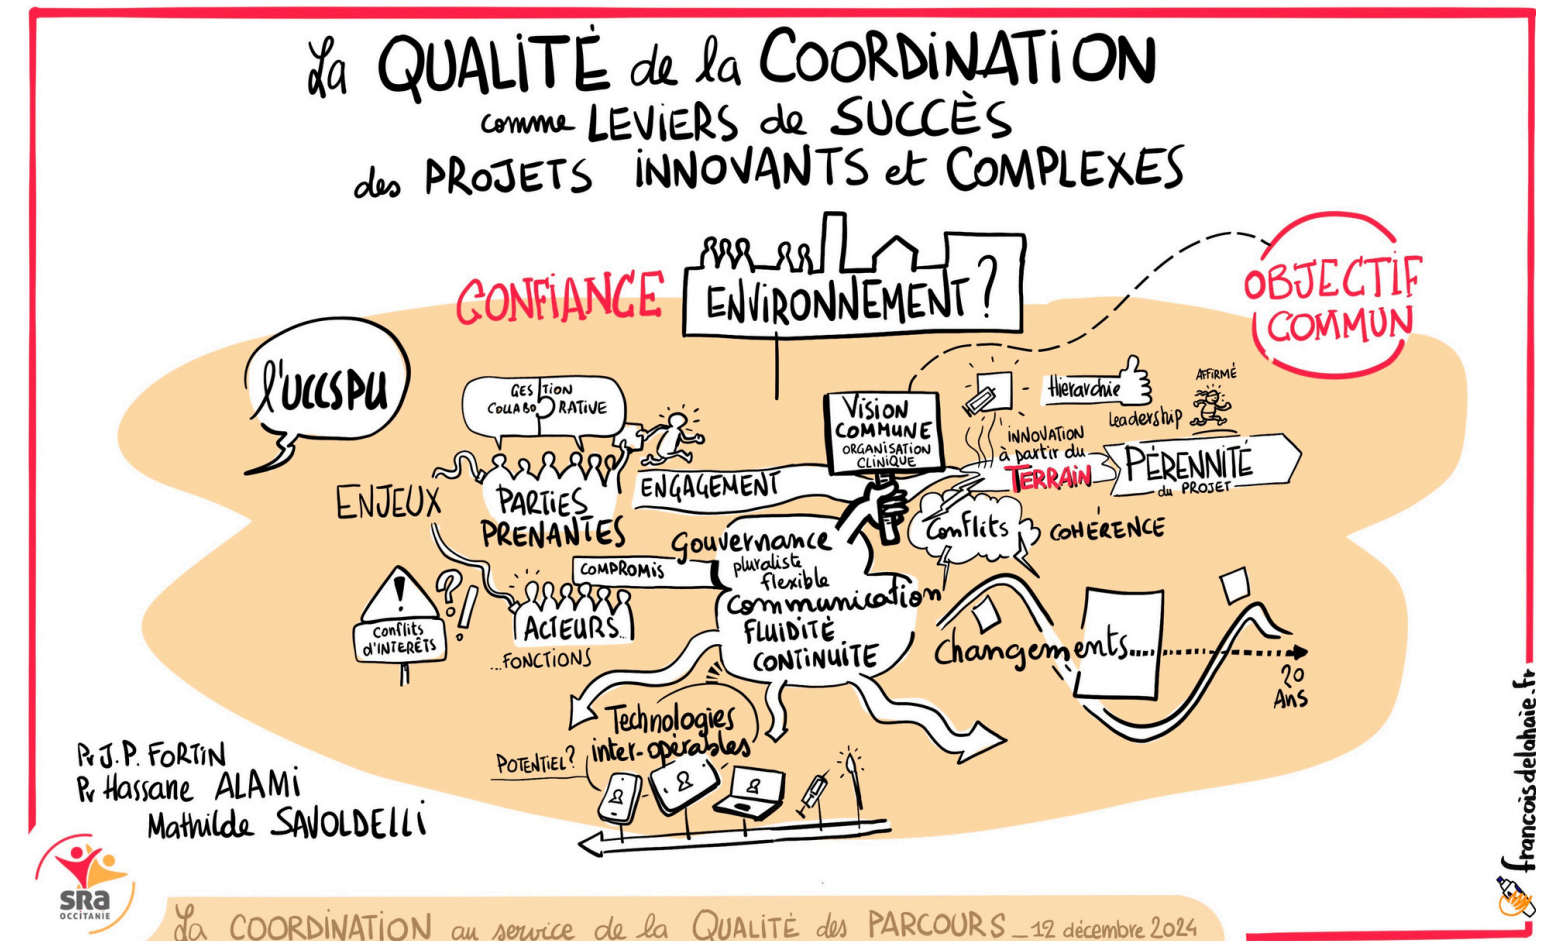 La QUALITÉ de la COORDINATION
comme LEVIERS de SUCCÈS
des PROJETS INNOVANTS et COMPLEXES
CONFIANCE
ENVIRONNEMENT ?
OBJECTIF
COMMUN
l'UCCSPU
GESTION
COLLABORATIVE
VISION
COMMUNE
ORGANISATION
CLINIQUE
Hiérarchie
AFFIRMÉ
Leadership
INNOVATION
à partir du
TERRAIN
PÉRENNITÉ
du PROJET
ENJEUX
PARTIES
PRENANTES
ENGAGEMENT
Conflits
COHÉRENCE
Gouvernance
pluraliste
flexible
Communication
FLUIDITÉ
CONTINUITÉ
COMPROMIS
! ? !
Conflits
d'INTERÊTS
ACTEURS...
...FONCTIONS
Changements...
20
Ans
Technologies
inter-opérables
POTENTIEL ?
Pr J.P. FORTIN
Pr Hassane ALAMI
Mathilde SAVOLDELLI
SRa
OCCITANIE
La COORDINATION au service de la QUALITÉ des PARCOURS _ 12 décembre 2024
francoisdelahaie.fr